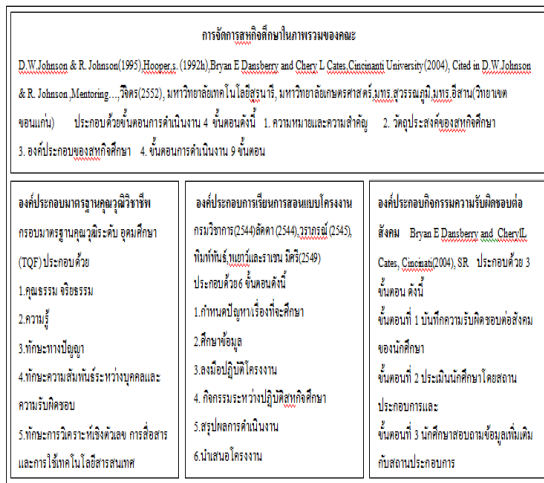 การจัดการสหกิจศึกษาในภาพรวมของคณะ
D.W.Johnson & R. Johnson(1995),Hooper,s. (1992h),Bryan E Dansberry and Chery L Cates,Cincinanti University(2004), Cited in D.W.Johnson
& R. Johnson ,Mentoring…,วิจิตร(2552), มหาวิทยาลัยเทคโนโลยีสุรนารี, มหาวิทยาลัยเกษตรศาสตร์,มทร.สุวรรณภูมิ,มทร.อีสาน(วิทยาเขต
ขอนแก่น) ประกอบด้วยขั้นตอนการดำเนินงาน 4 ขั้นตอนดังนี้ 1. ความหมายและความสำคัญ 2. วัตถุประสงค์ของสหกิจศึกษา
3. องค์ประกอบของสหกิจศึกษา 4. ขั้นตอนการดำเนินงาน 9 ขั้นตอน
องค์ประกอบมาตรฐานคุณวุฒิวิชาชีพ
กรอบมาตรฐานคุณวุฒิระดับ อุดมศึกษา
(TQF) ประกอบด้วย
1.คุณธรรม จริยธรรม
2.ความรู้
3.ทักษะทางปัญญา
4.ทักษะความสัมพันธ์ระหว่างบุคคลและ
ความรับผิดชอบ
5.ทักษะการวิเคราะห์เชิงตัวเลข การสื่อสาร
และการใช้เทคโนโลยีสารสนเทศ
องค์ประกอบการเรียนการสอนแบบโครงงาน
กรมวิชาการ(2544)ลัดดา(2544),วราภรณ์(2545),
พิมพ์พันธ์,พเยาว์และราเชน มิศรี(2549)
ประกอบด้วย6 ขั้นตอนดังนี้
1.กำหนดปัญหา/เรื่องที่จะศึกษา
2.ศึกษาข้อมูล
3.ลงมือปฏิบัติโครงงาน
4. กิจกรรมระหว่างปฏิบัติสหกิจศึกษา
5.สรุปผลการดำเนินงาน
6.นำเสนอโครงงาน
องค์ประกอบกิจกรรมความรับผิดชอบต่อ
สังคม Bryan E Dansberry and CherylL
Cates, Cincinati(2004), SR ประกอบด้วย 3
ขั้นตอน ดังนี้
ขั้นตอนที่ 1 บันทึกความรับผิดชอบต่อสังคม
ของนักศึกษา
ขั้นตอนที่ 2 ประเมินนักศึกษาโดยสถาน
ประกอบการและ
ขั้นตอนที่ 3 นักศึกษาสอบถามข้อมูลเพิ่มเติม
กับสถานประกอบการ